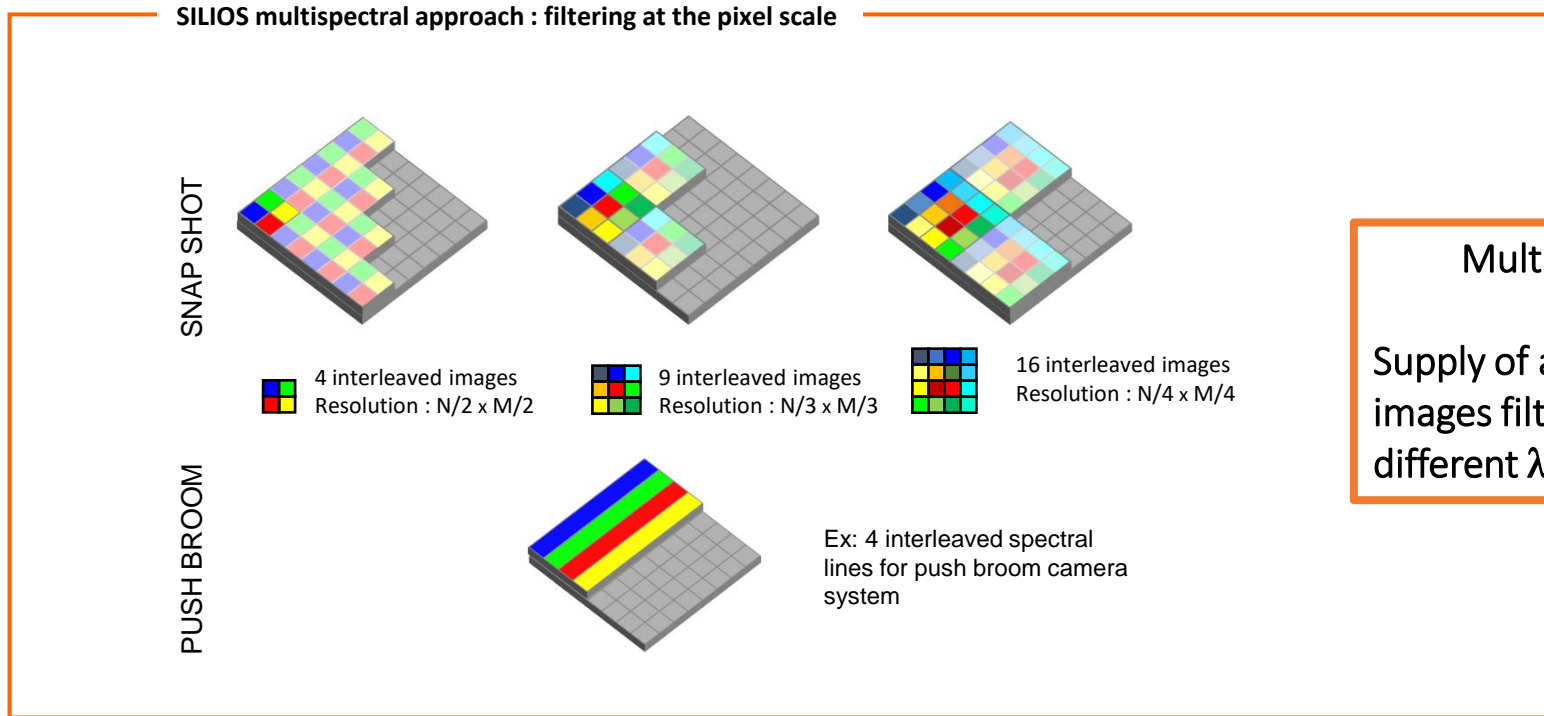 SILIOS multispectral approach : filtering at the pixel scale
SNAP SHOT
4 interleaved images
Resolution : N/2 x M/2
9 interleaved images
Resolution : N/3 x M/3
16 interleaved images
Resolution : N/4 x M/4
PUSH BROOM
Ex: 4 interleaved spectral
lines for push broom camera
system
Mult
Supply of a
images filt
different λ